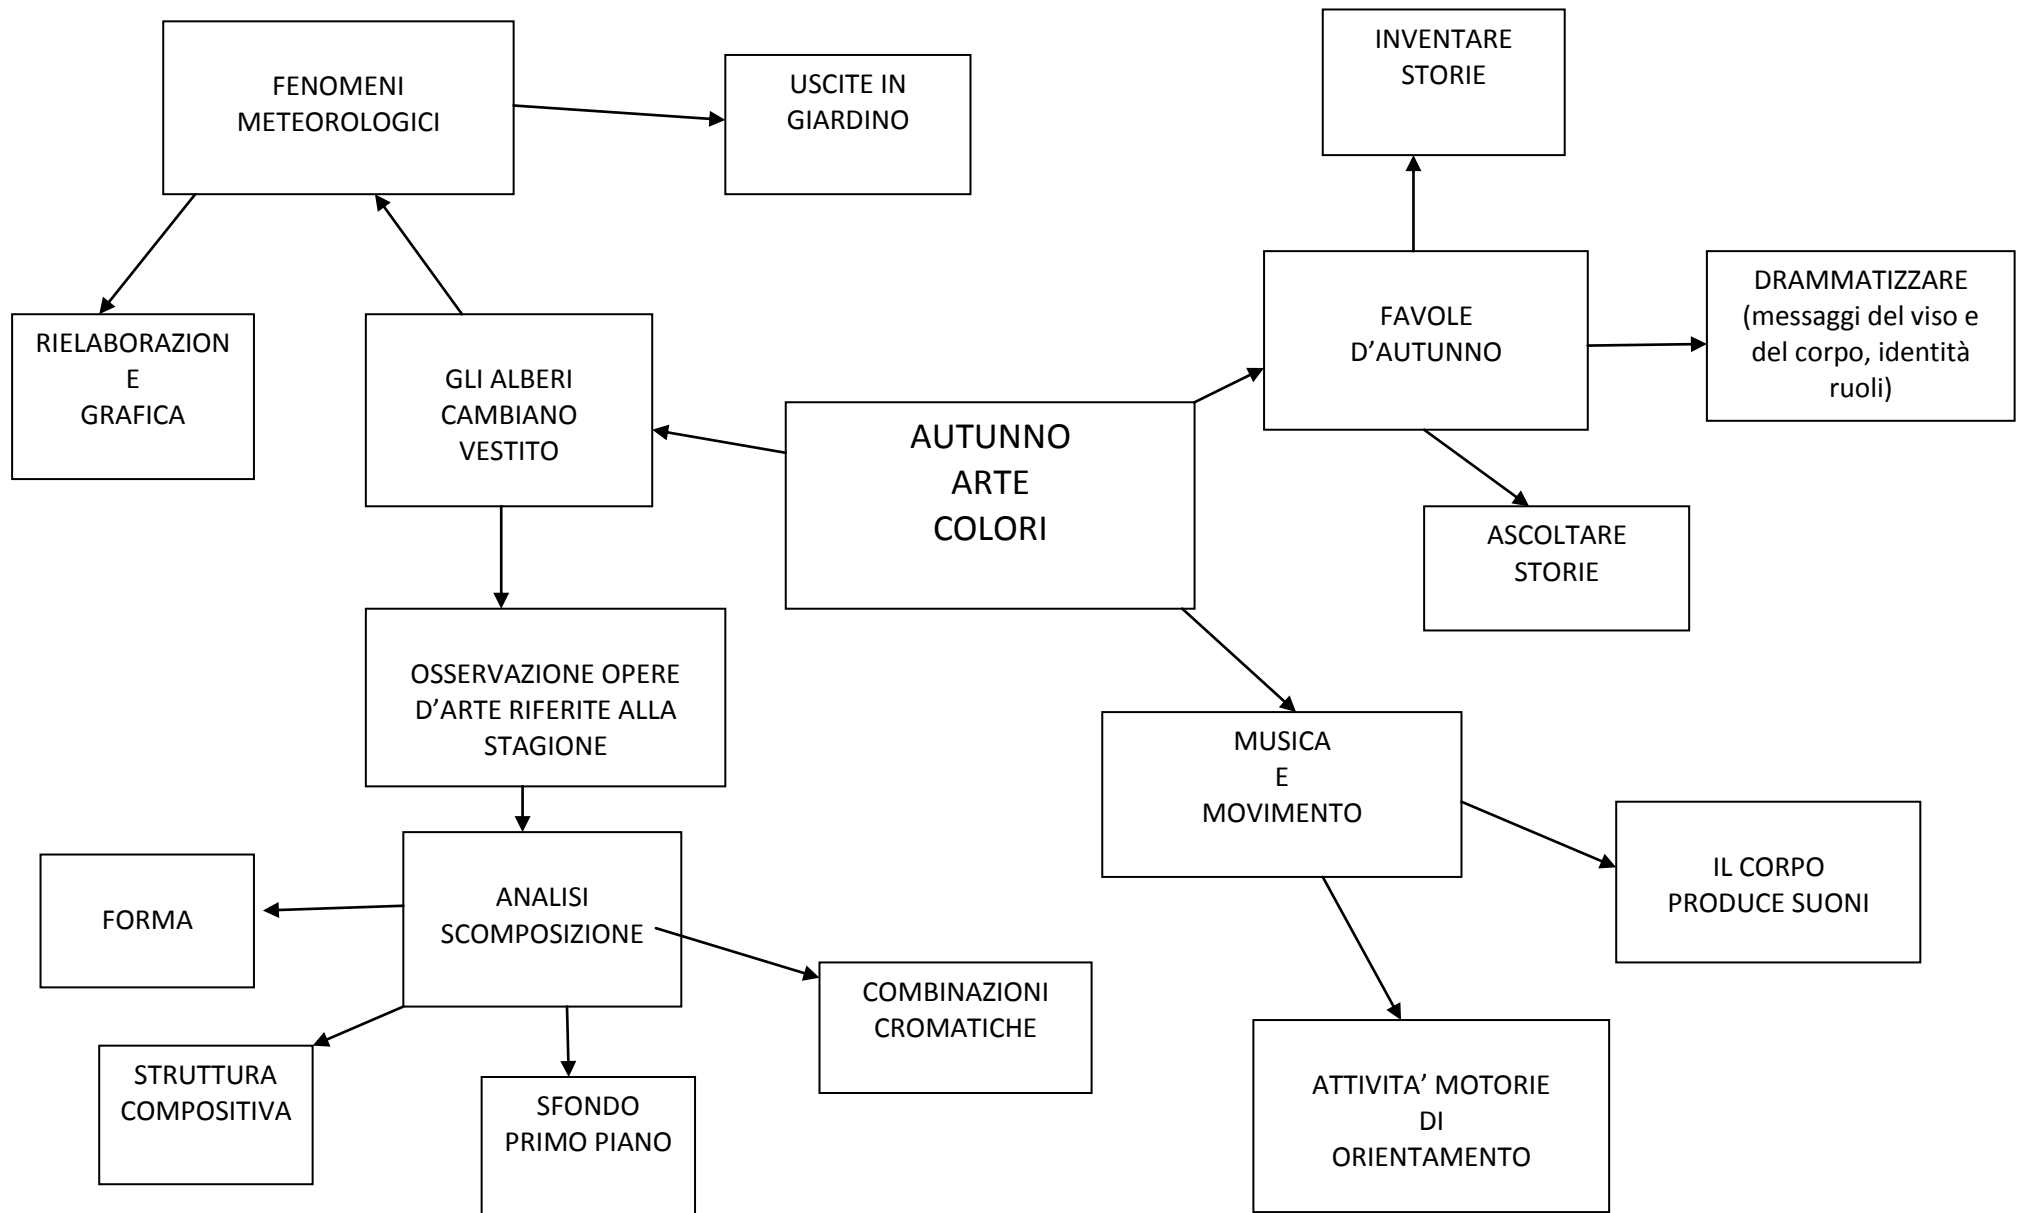 FENOMENI
METEOROLOGICI
USCITE IN
GIARDINO
INVENTARE
STORIE
RIELABORAZION
E
GRAFICA
GLI ALBERI
CAMBIANO
VESTITO
AUTUNNO
ARTE
COLORI
FAVOLE
D’AUTUNNO
DRAMMATIZZARE
(messaggi del viso e
del corpo, identità
ruoli)
ASCOLTARE
STORIE
OSSERVAZIONE OPERE
D’ARTE RIFERITE ALLA
STAGIONE
MUSICA
E
MOVIMENTO
IL CORPO
PRODUCE SUONI
FORMA
ANALISI
SCOMPOSIZIONE
COMBINAZIONI
CROMATICHE
STRUTTURA
COMPOSITIVA
SFONDO
PRIMO PIANO
ATTIVITA’ MOTORIE
DI
ORIENTAMENTO